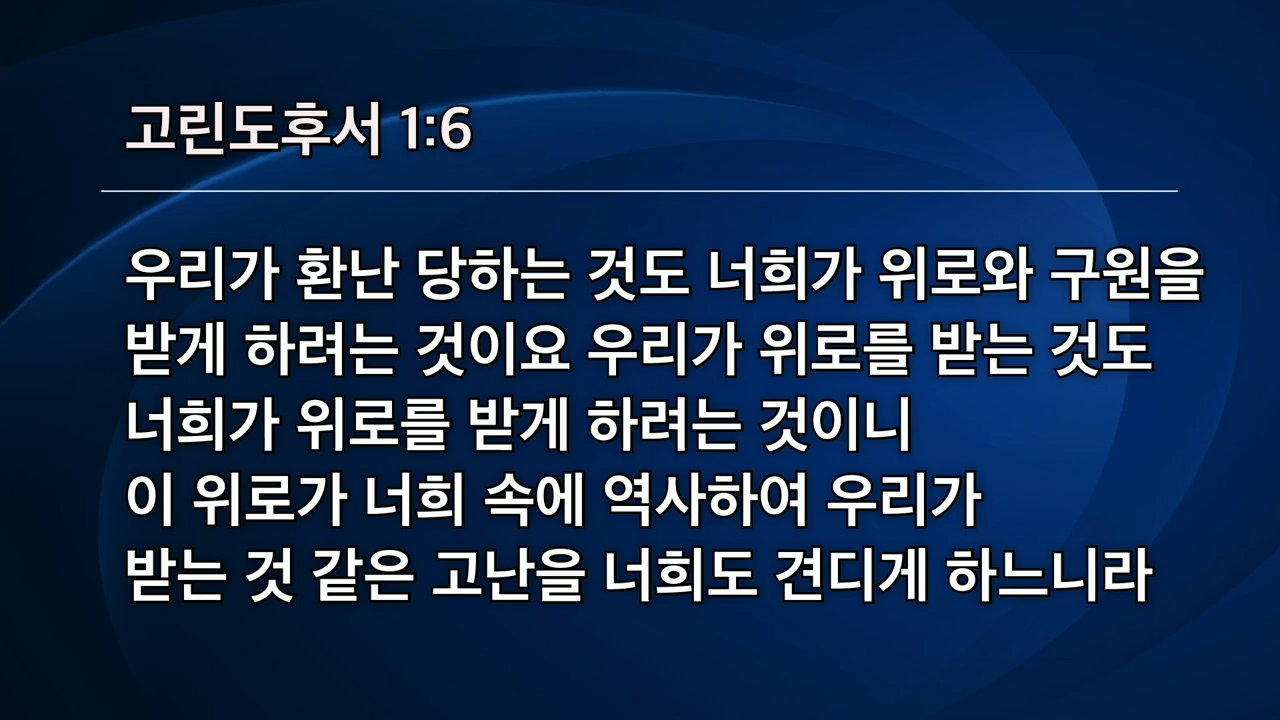 고린도후서 1:6
우리가 환난 당하는 것도 너희가 위로와 구원을
받게 하려는 것이요 우리가 위로를 받는 것도
너희가 위로를 받게 하려는 것이니
이 위로가 너희 속에 역사하여 우리가
받는 것 같은 고난을 너희도 견디게 하느니라